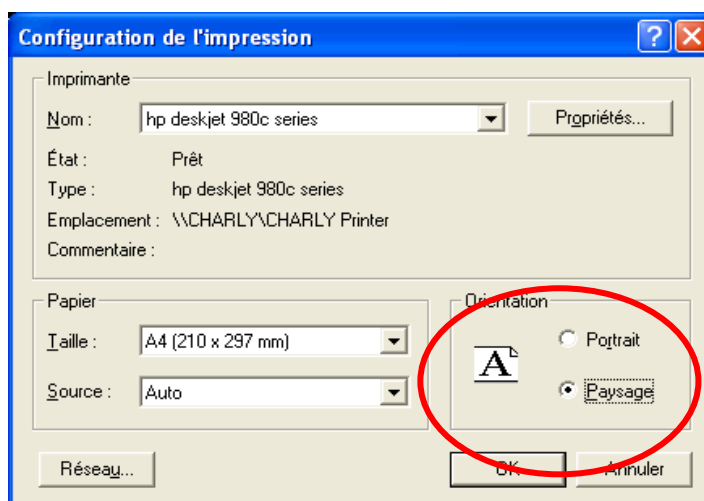 Configuration de l'impression
Imprimante
Nom : hp deskjet 980c series Propriétés...
État : Prêt
Type : hp deskjet 980c series
Emplacement : \\CHARLY\CHARLY Printer
Commentaire :
Papier
Taille : A4 (210 x 297 mm)
Source : Auto
Orientation
A
Portrait
Paysage
Réseau... OK Annuler